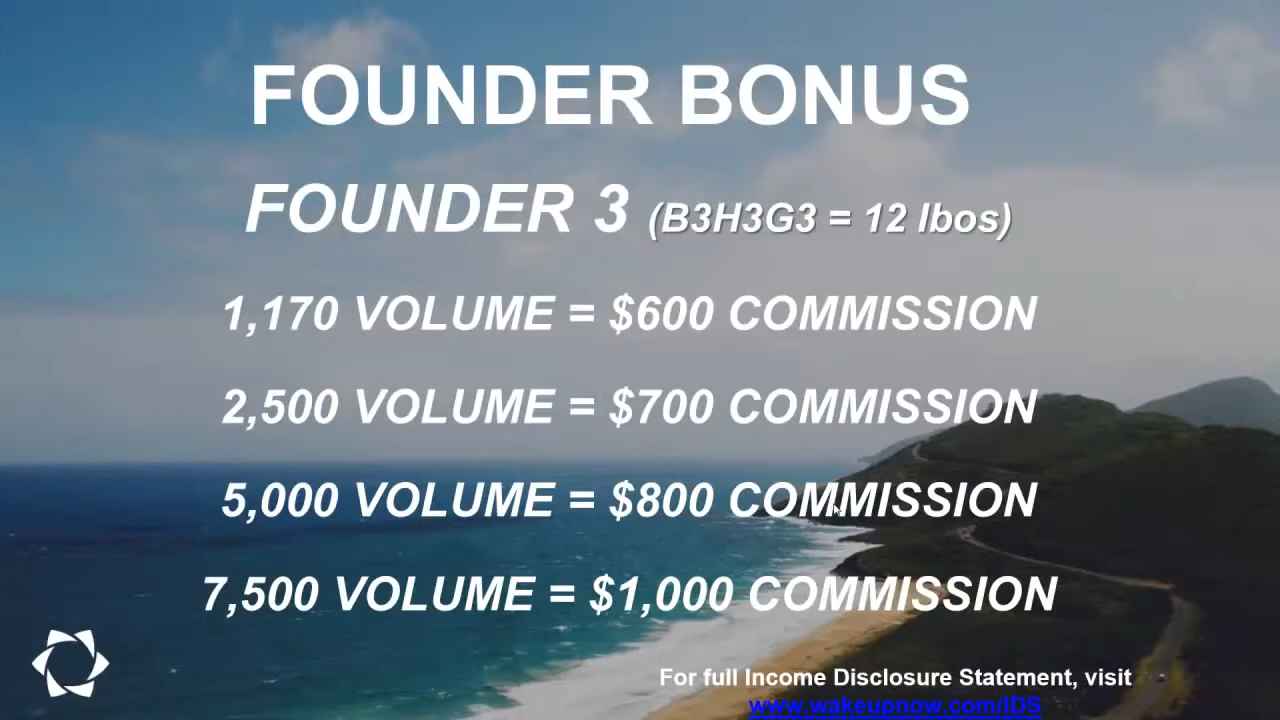 FOUNDER BONUS
FOUNDER 3 (B3H3G3 = 12 Ibos)
1,170 VOLUME = $600 COMMISSION
2,500 VOLUME = $700 COMMISSION
5,000 VOLUME = $800 COMMISSION
7,500 VOLUME = $1,000 COMMISSION
For full Income Disclosure Statement, visit
www.wakeupnow.com/IDS